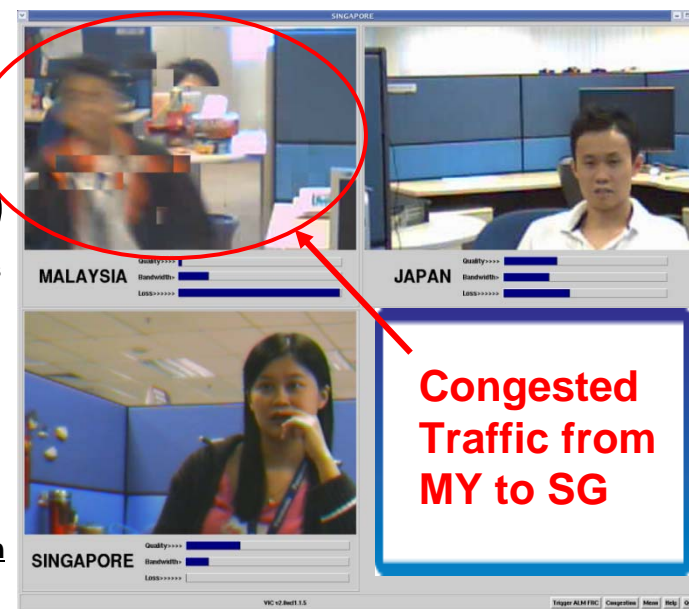 SINGAPORE
Quality>>>>
MALAYSIA Bandwidth>
Loss>>>>>>
Quality>>>>
JAPAN Bandwidth>
Loss>>>>>>
Congested
Traffic from
MY to SG
Quality>>>>
SINGAPORE Bandwidth>
Loss>>>>>>
Trigger ALM FRC Congestion Menu Help